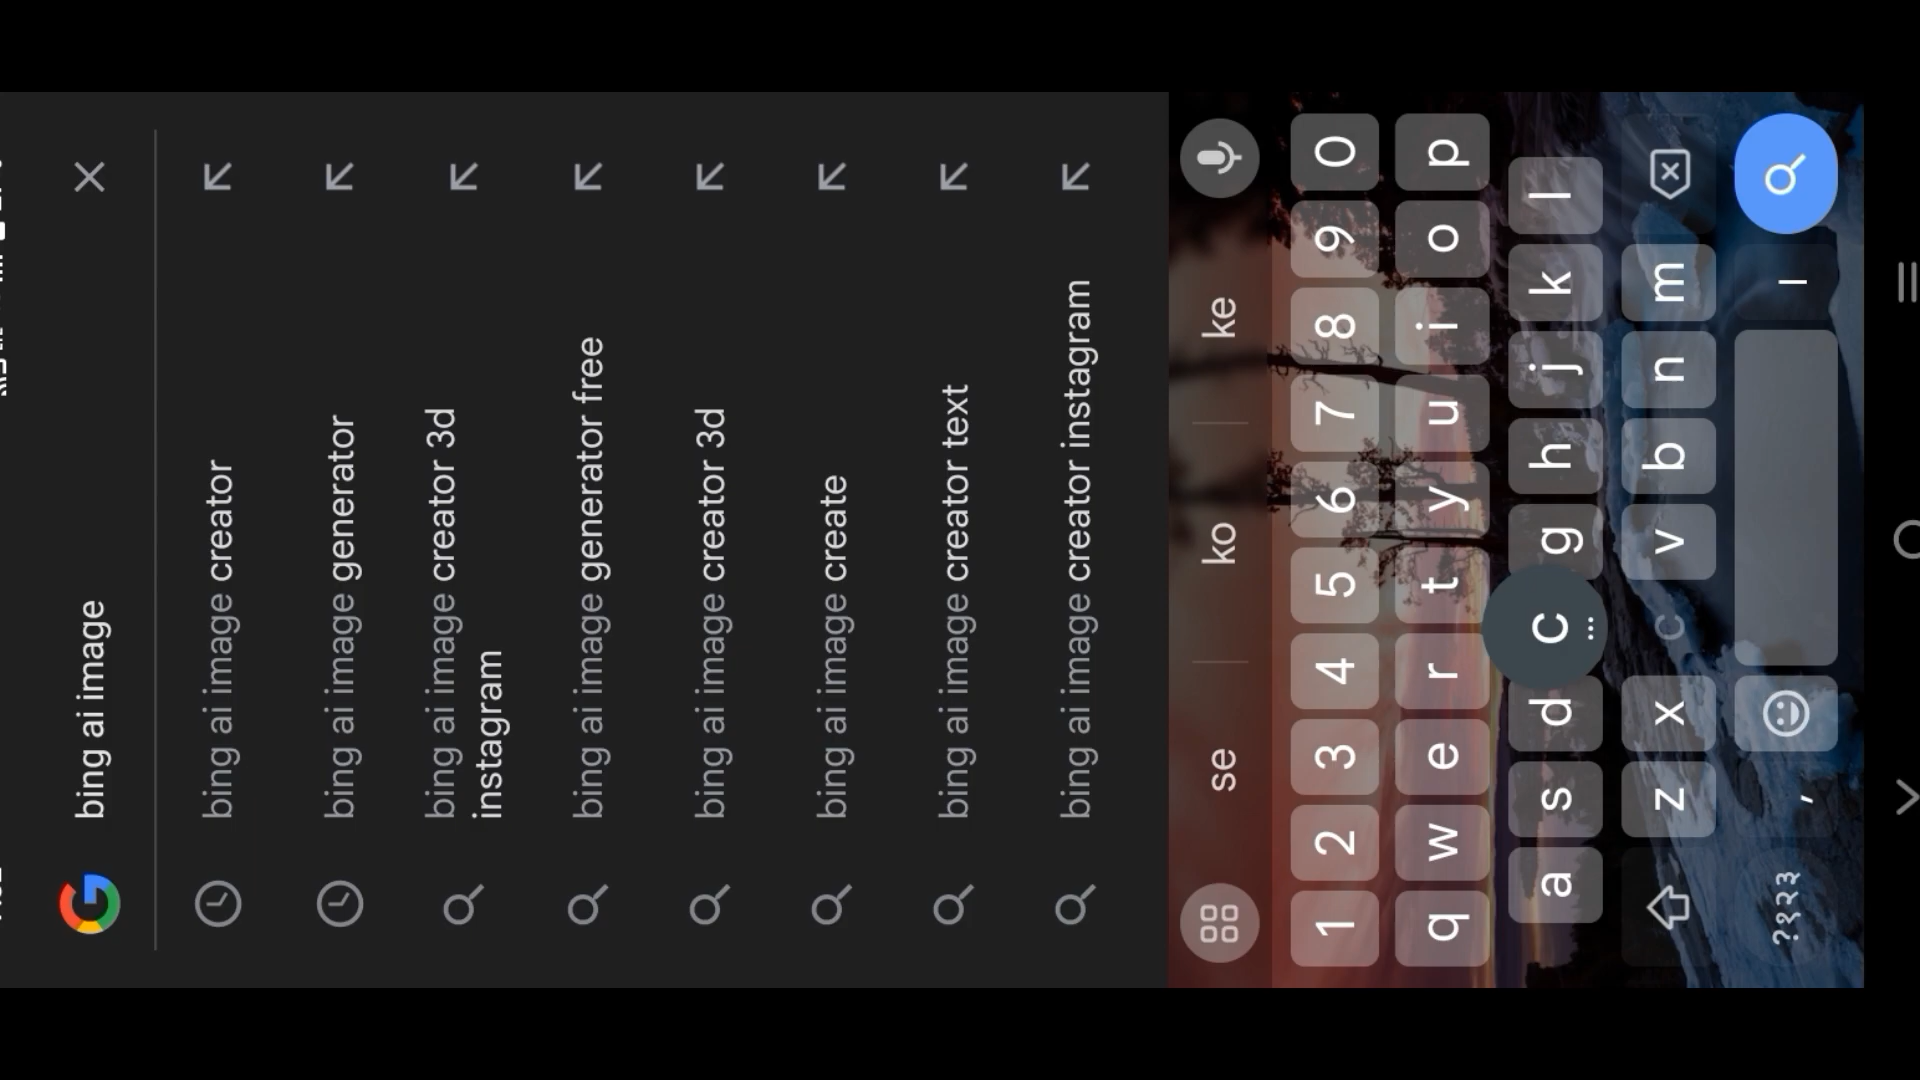 bing ai image
bing ai image creator
bing ai image generator
bing ai image creator 3d
instagram
bing ai image generator free
bing ai image creator 3d
bing ai image create
bing ai image creator text
bing ai image creator instagram
se ko ke
1 2 3 4 5 6 7 8 9 0
q w e r t y u i o p
a s d c g h j k l
z x c v b n m
?१२३ , ।